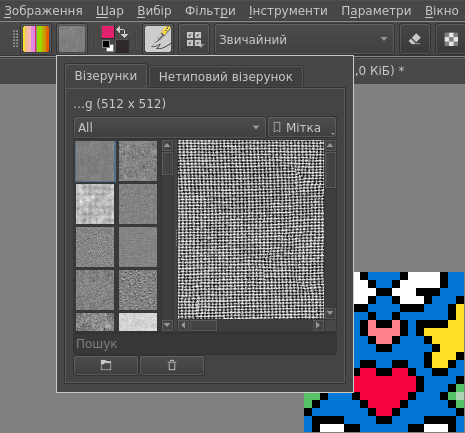 Зображення Шар Вибір Фільтри Інструменти Параметри Вікно
Звичайний
,0 КіБ) *
Візерунки Нетиповий візерунок
...g (512 x 512)
All Мітка
Пошук